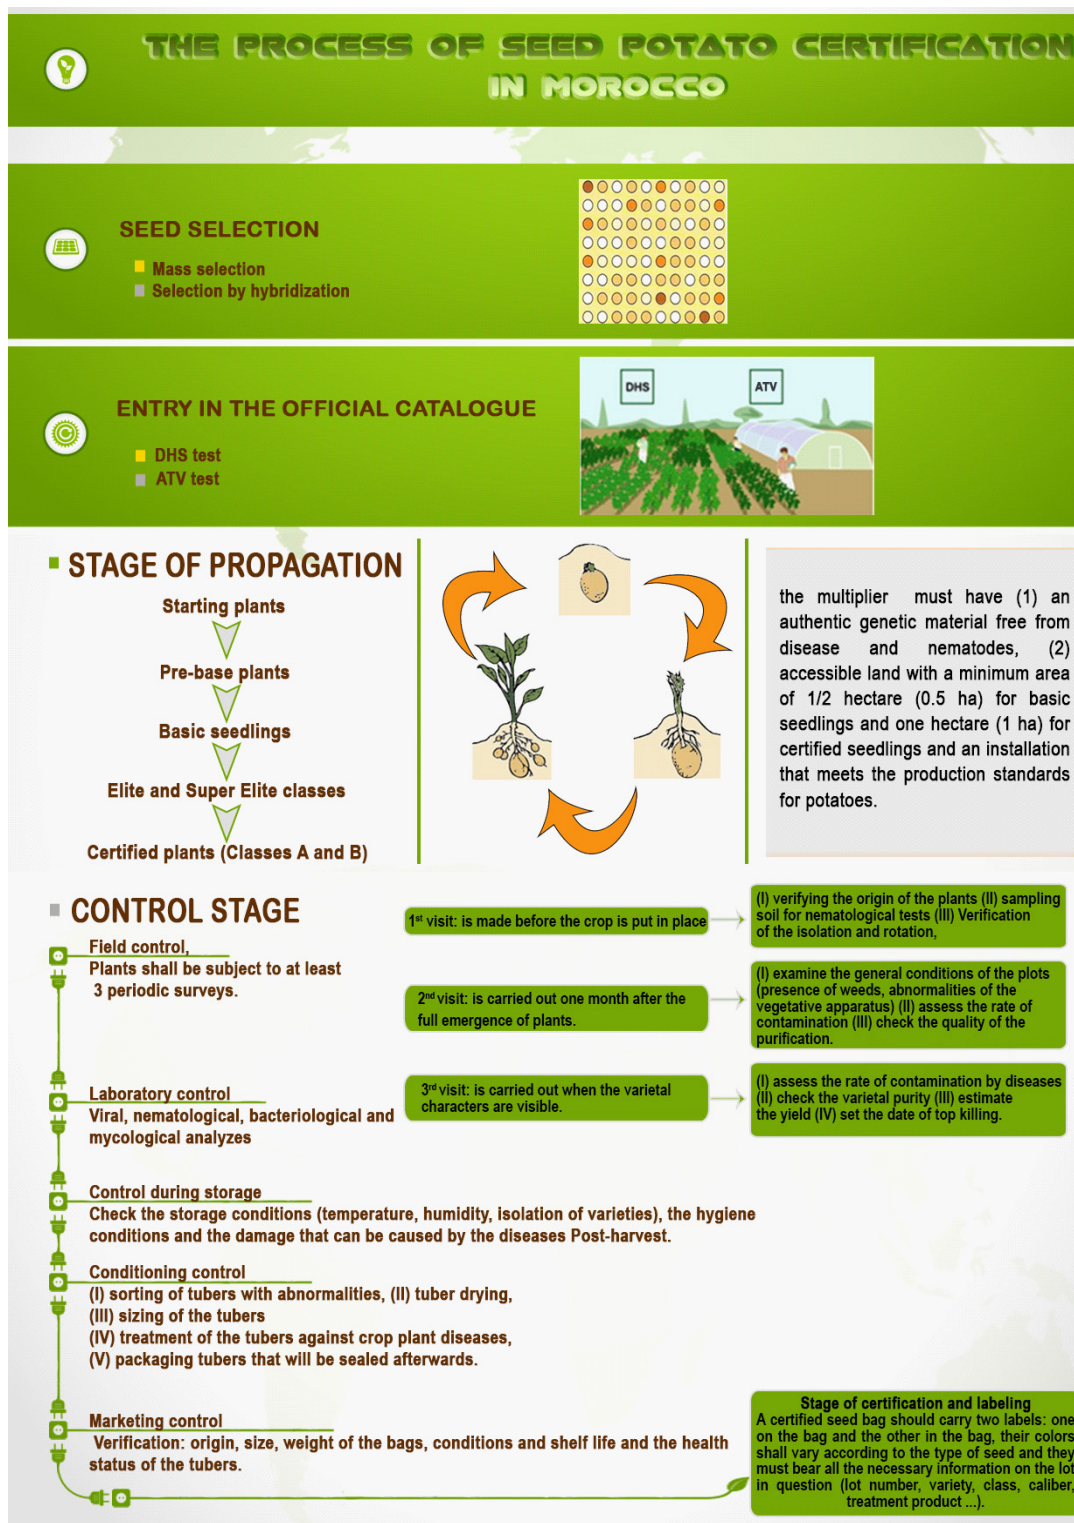 THE PROCESS OF SEED POTATO CERTIFICATION
IN MOROCCO
SEED SELECTION
Mass selection
Selection by hybridization
ENTRY IN THE OFFICIAL CATALOGUE
DHS test
ATV test
DHS
ATV
STAGE OF PROPAGATION
Starting plants
Pre-base plants
Basic seedlings
Elite and Super Elite classes
Certified plants (Classes A and B)
the multiplier must have (1) an
authentic genetic material free from
disease and nematodes, (2)
accessible land with a minimum area
of 1/2 hectare (0.5 ha) for basic
seedlings and one hectare (1 ha) for
certified seedlings and an installation
that meets the production standards
for potatoes.
CONTROL STAGE
Field control,
Plants shall be subject to at least
3 periodic surveys.
1st visit: is made before the crop is put in place
(I) verifying the origin of the plants (II) sampling
soil for nematological tests (III) Verification
of the isolation and rotation,
2nd visit: is carried out one month after the
full emergence of plants.
(I) examine the general conditions of the plots
(presence of weeds, abnormalities of the
vegetative apparatus) (II) assess the rate of
contamination (III) check the quality of the
purification.
3rd visit: is carried out when the varietal
characters are visible.
(I) assess the rate of contamination by diseases
(II) check the varietal purity (III) estimate
the yield (IV) set the date of top killing.
Laboratory control
Viral, nematological, bacteriological and
mycological analyzes
Control during storage
Check the storage conditions (temperature, humidity, isolation of varieties), the hygiene
conditions and the damage that can be caused by the diseases Post-harvest.
Conditioning control
(I) sorting of tubers with abnormalities, (II) tuber drying,
(III) sizing of the tubers
(IV) treatment of the tubers against crop plant diseases,
(V) packaging tubers that will be sealed afterwards.
Marketing control
Verification: origin, size, weight of the bags, conditions and shelf life and the health
status of the tubers.
Stage of certification and labeling
A certified seed bag should carry two labels: one
on the bag and the other in the bag, their colors
shall vary according to the type of seed and they
must bear all the necessary information on the lot
in question (lot number, variety, class, caliber,
treatment product ...).